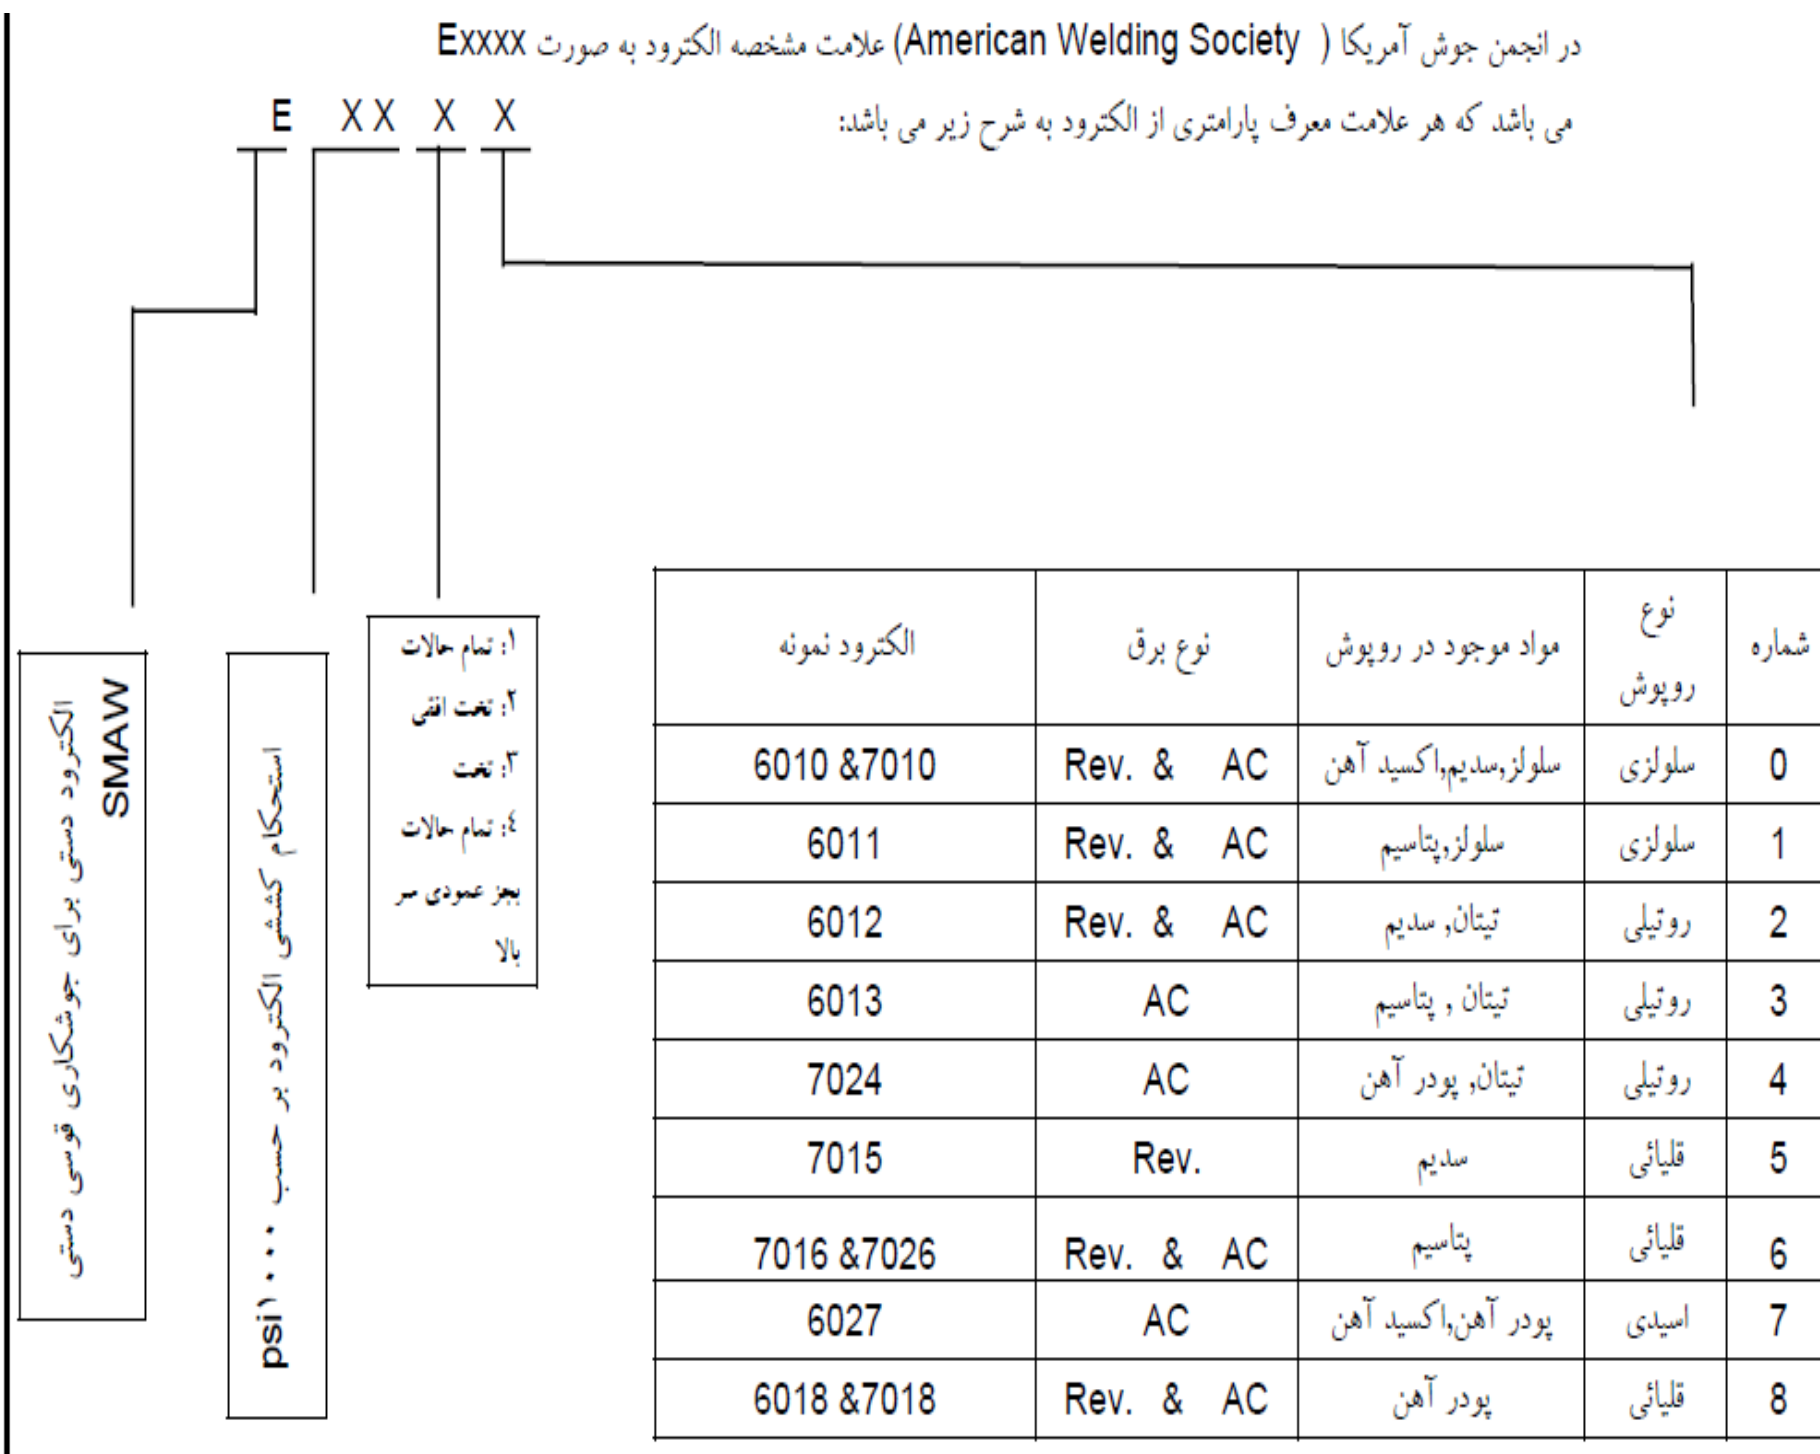 در انجمن جوش آمریکا ( American Welding Society) علامت مشخصه الکترود به صورت Exxxx
می باشد که هر علامت معرف پارامتری از الکترود به شرح زیر می باشد:
E XX X X
الکترود دستی برای جوشکاری قوسی دستی
SMAW
استحکام کششی الکترود بر حسب psi۱۰۰۰
۱: تمام حالات
۲: تخت افقی
۳: تخت
۴: تمام حالات
بجز عمودی سر
بالا
شماره نوع روپوش مواد موجود در روپوش نوع برق الکترود نمونه
0 سلولزی سلولز,سدیم,اکسید آهن Rev. & AC 6010 &7010
1 سلولزی سلولز,پتاسیم Rev. & AC 6011
2 روتیلی تیتان, سدیم Rev. & AC 6012
3 روتیلی تیتان , پتاسیم AC 6013
4 روتیلی تیتان, پودر آهن AC 7024
5 قلیائی سدیم Rev. 7015
6 قلیائی پتاسیم Rev. & AC 7016 &7026
7 اسیدی پودر آهن,اکسید آهن AC 6027
8 قلیائی پودر آهن Rev. & AC 6018 &7018